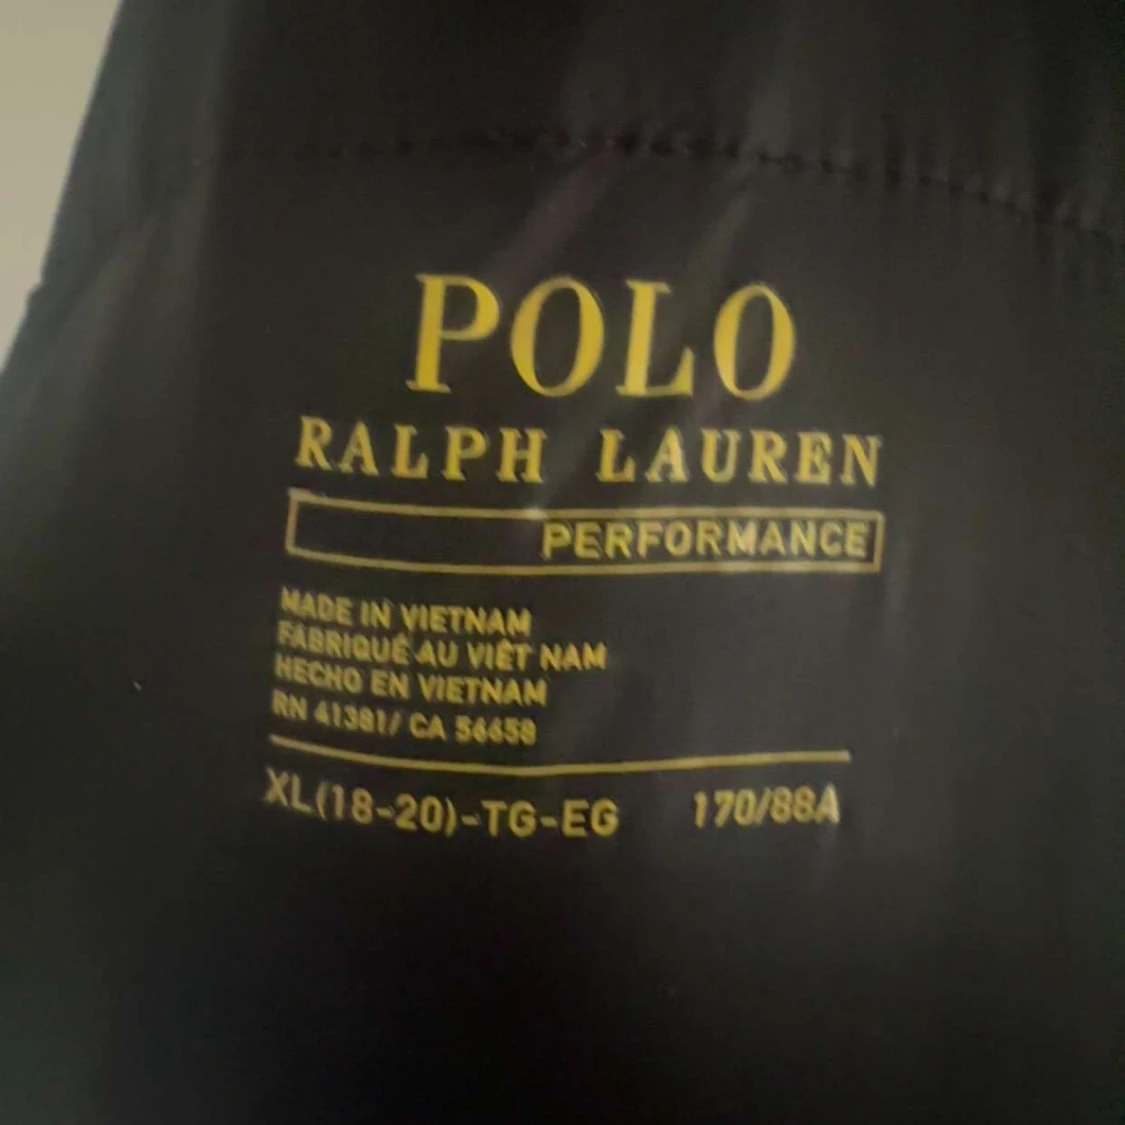 POLO
RALPH LAUREN
PERFORMANCE
MADE IN VIETNAM
FABRIQUÉ AU VIÊT NAM
HECHO EN VIETNAM
RN 41381/ CA 56658
XL(18-20)-TG-EG 170/88A